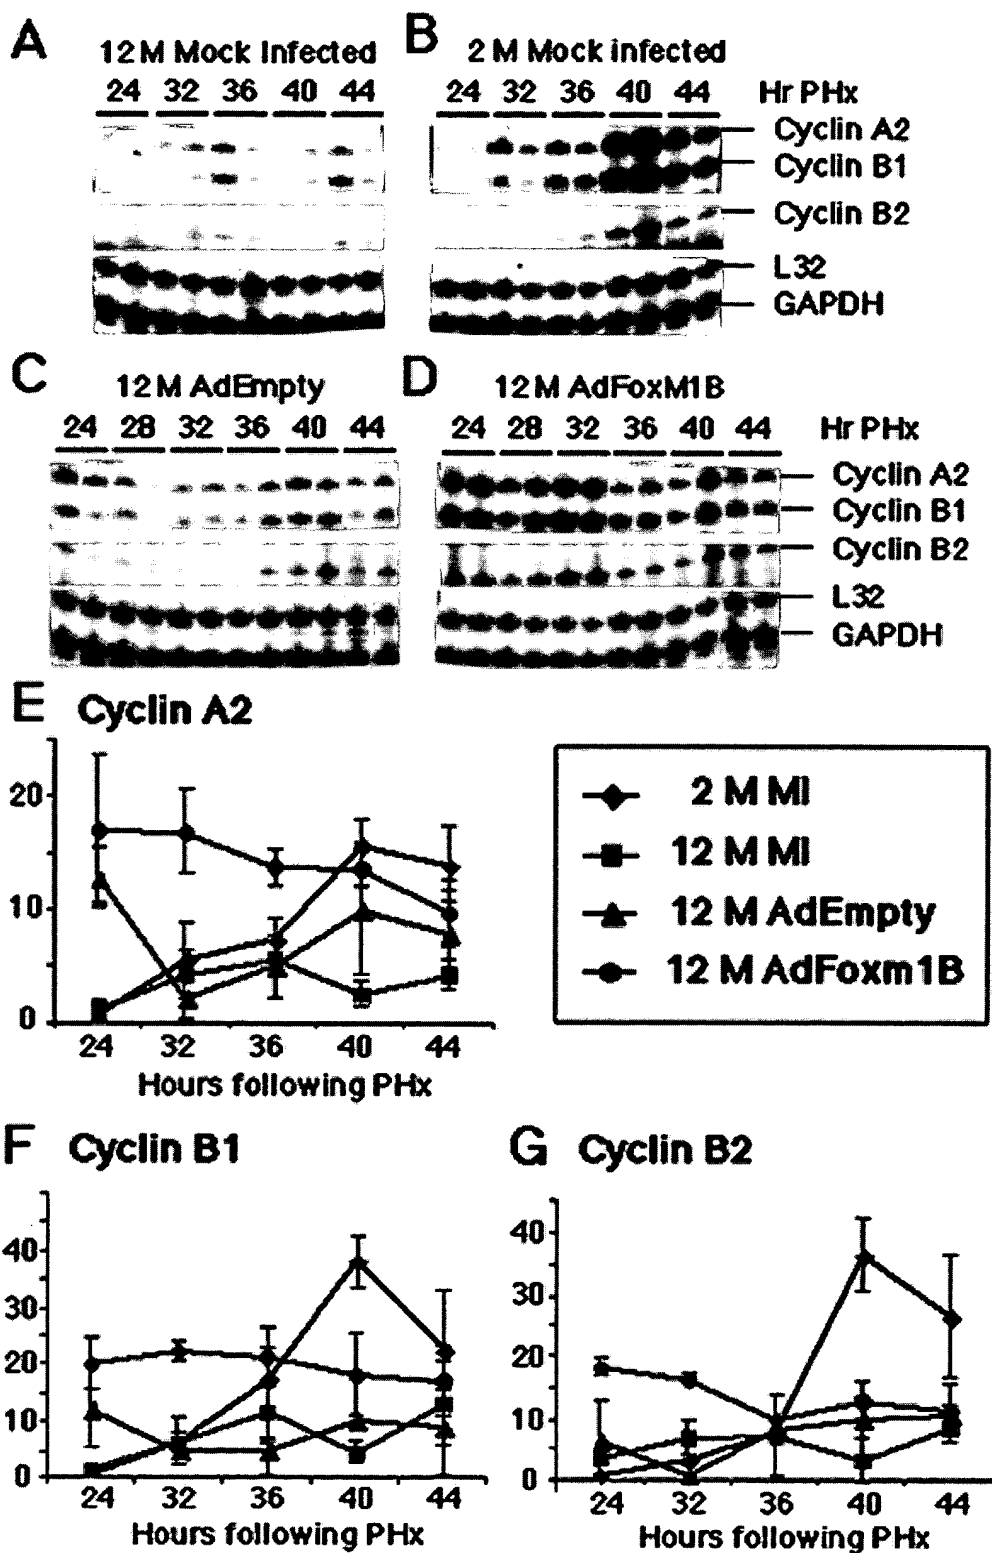 A
12 M Mock Infected
24 32 36 40 44
B
2 M Mock infected
24 32 36 40 44 Hr PHx
Cyclin A2
Cyclin B1
Cyclin B2
L32
GAPDH
C
12 M AdEmpty
24 28 32 36 40 44
D
12 M AdFoxM1B
24 28 32 36 40 44 Hr PHx
Cyclin A2
Cyclin B1
Cyclin B2
L32
GAPDH
E Cyclin A2
20
10
0
24 32 36 40 44
Hours following PHx
2 M MI
12 M MI
12 M AdEmpty
12 M AdFoxm1B
F Cyclin B1
40
30
20
10
0
24 32 36 40 44
Hours following PHx
G Cyclin B2
40
30
20
10
0
24 32 36 40 44
Hours following PHx